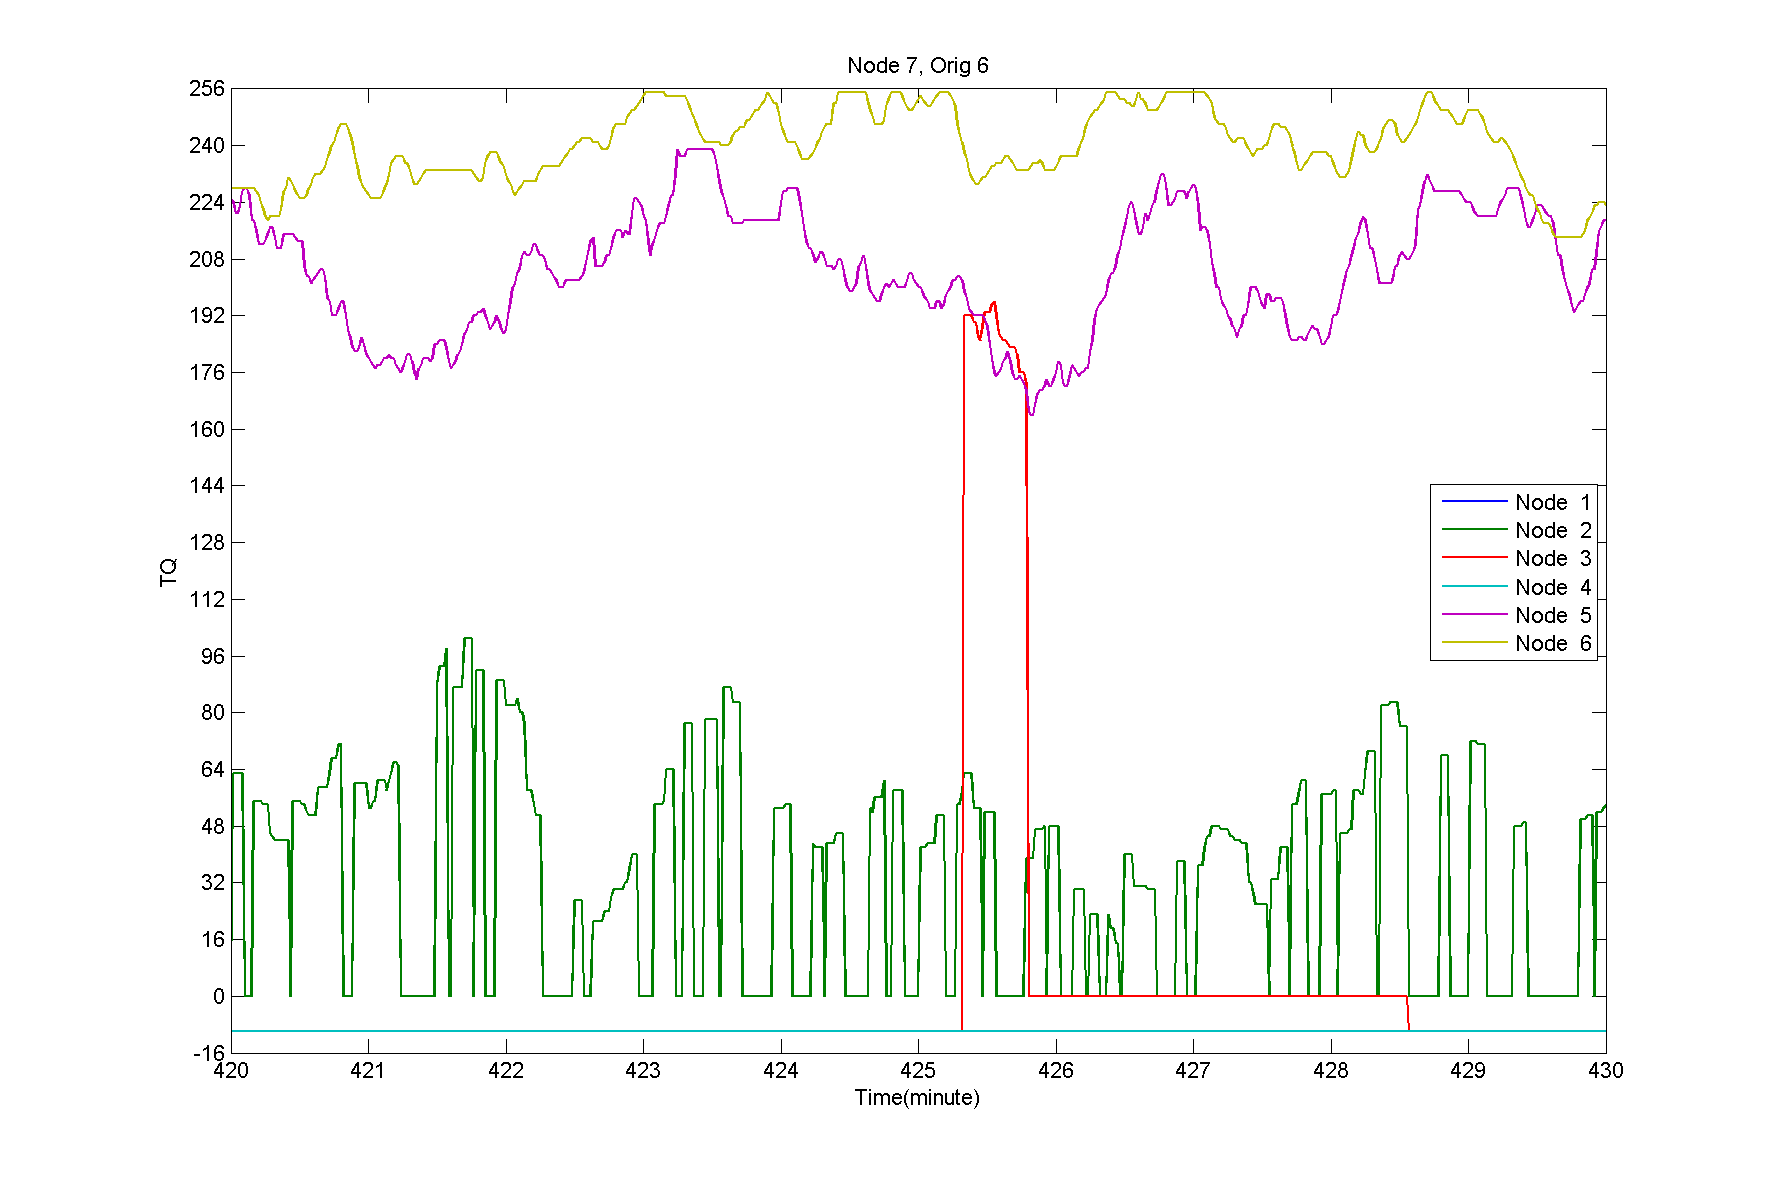 Node 7, Orig 6
256
240
224
208
192
176
160
144
128
112
96
80
64
48
32
16
0
-16
TQ
420 421 422 423 424 425 426 427 428 429 430
Time(minute)
Node 1
Node 2
Node 3
Node 4
Node 5
Node 6